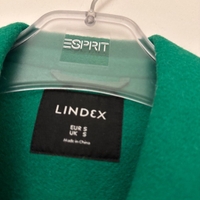 ESPRIT
LINDEX
EUR S
UK S
Made in China